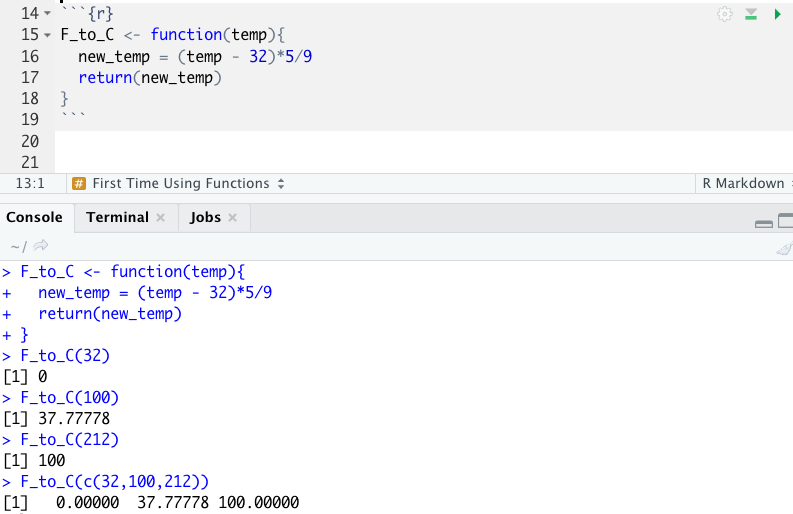 14 ```{r}
15 F_to_C <- function(temp){
16   new_temp = (temp - 32)*5/9
17   return(new_temp)
18 }
19 ```
20
21
13:1 # First Time Using Functions R Markdown
Console Terminal × Jobs ×
~/
> F_to_C <- function(temp){
+   new_temp = (temp - 32)*5/9
+   return(new_temp)
+ }
> F_to_C(32)
[1] 0
> F_to_C(100)
[1] 37.77778
> F_to_C(212)
[1] 100
> F_to_C(c(32,100,212))
[1]   0.00000  37.77778 100.00000